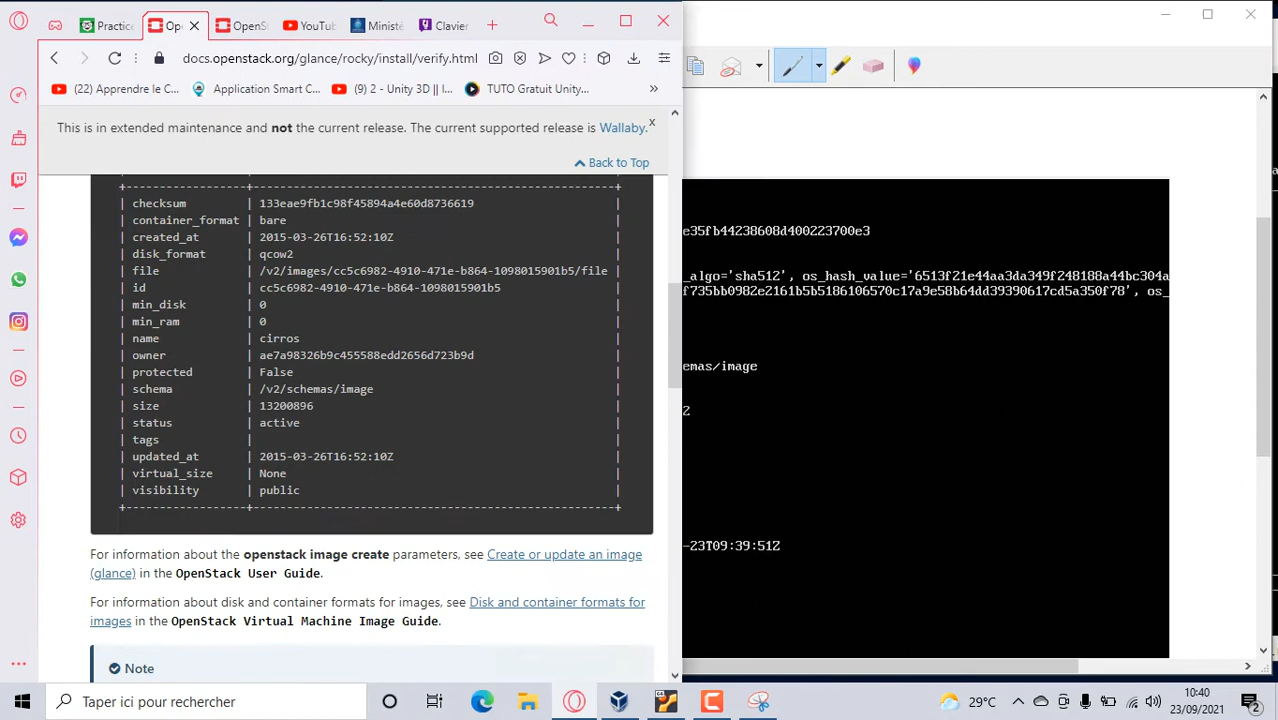 Practice
Ope
OpenSt
YouTub
Ministè
Clavier
docs.openstack.org/glance/rocky/install/verify.html
(22) Apprendre le C...
Application Smart C...
(9) 2 - Unity 3D || I...
TUTO Gratuit Unity...
»
This is in extended maintenance and not the current release. The current supported release is Wallaby.
x
Back to Top
+------------------+------------------------------------------------------+
| checksum | 133eae9fb1c98f45894a4e60d8736619 |
| container_format | bare |
| created_at | 2015-03-26T16:52:10Z |
| disk_format | qcow2 |
| file | /v2/images/cc5c6982-4910-471e-b864-1098015901b5/file |
| id | cc5c6982-4910-471e-b864-1098015901b5 |
| min_disk | 0 |
| min_ram | 0 |
| name | cirros |
| owner | ae7a98326b9c455588edd2656d723b9d |
| protected | False |
| schema | /v2/schemas/image |
| size | 13200896 |
| status | active |
| tags | |
| updated_at | 2015-03-26T16:52:10Z |
| virtual_size | None |
| visibility | public |
+------------------+------------------------------------------------------+
For information about the openstack image create parameters, see Create or update an image
(glance) in the OpenStack User Guide.
For information about disk and container formats for images, see Disk and container formats for
images in the OpenStack Virtual Machine Image Guide.
Note
e35fb44238608d400223700e3
_algo='sha512', os_hash_value='6513f21e44aa3da349f248188a44bc304a
f735bb0982e2161b5b5186106570c17a9e58b64dd39390617cd5a350f78', os_
emas/image
Z
-23T09:39:51Z
Taper ici pour rechercher
29°C
10:40
23/09/2021
2